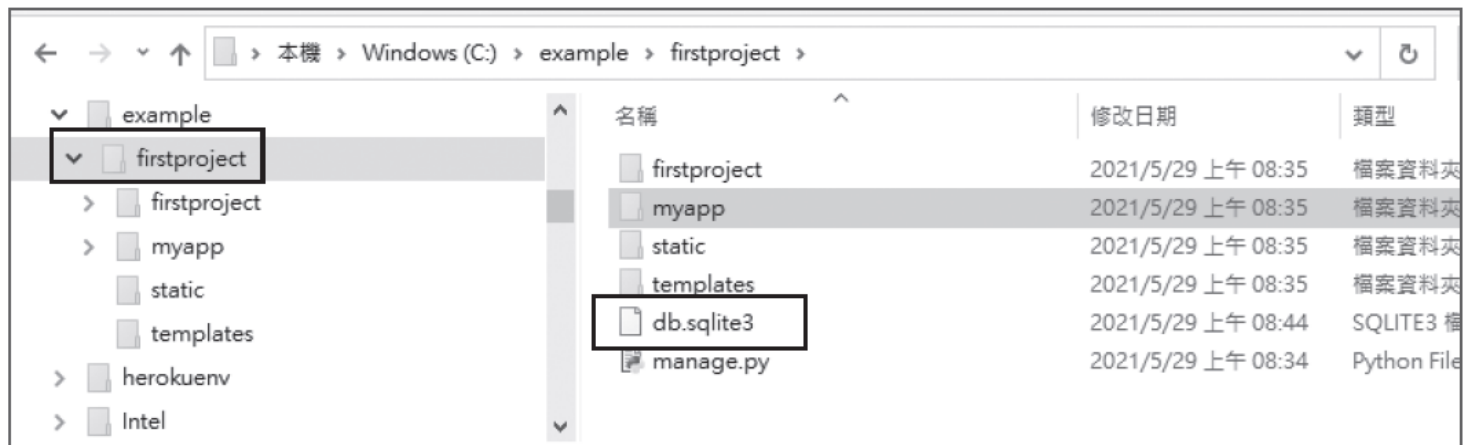 本機 > Windows (C:) > example > firstproject >
example
firstproject
firstproject
myapp
static
templates
herokuenv
Intel
名稱 修改日期 類型
firstproject 2021/5/29 上午 08:35 檔案資料夾
myapp 2021/5/29 上午 08:35 檔案資料夾
static 2021/5/29 上午 08:35 檔案資料夾
templates 2021/5/29 上午 08:35 檔案資料夾
db.sqlite3 2021/5/29 上午 08:44 SQLITE3
manage.py 2021/5/29 上午 08:34 Python File